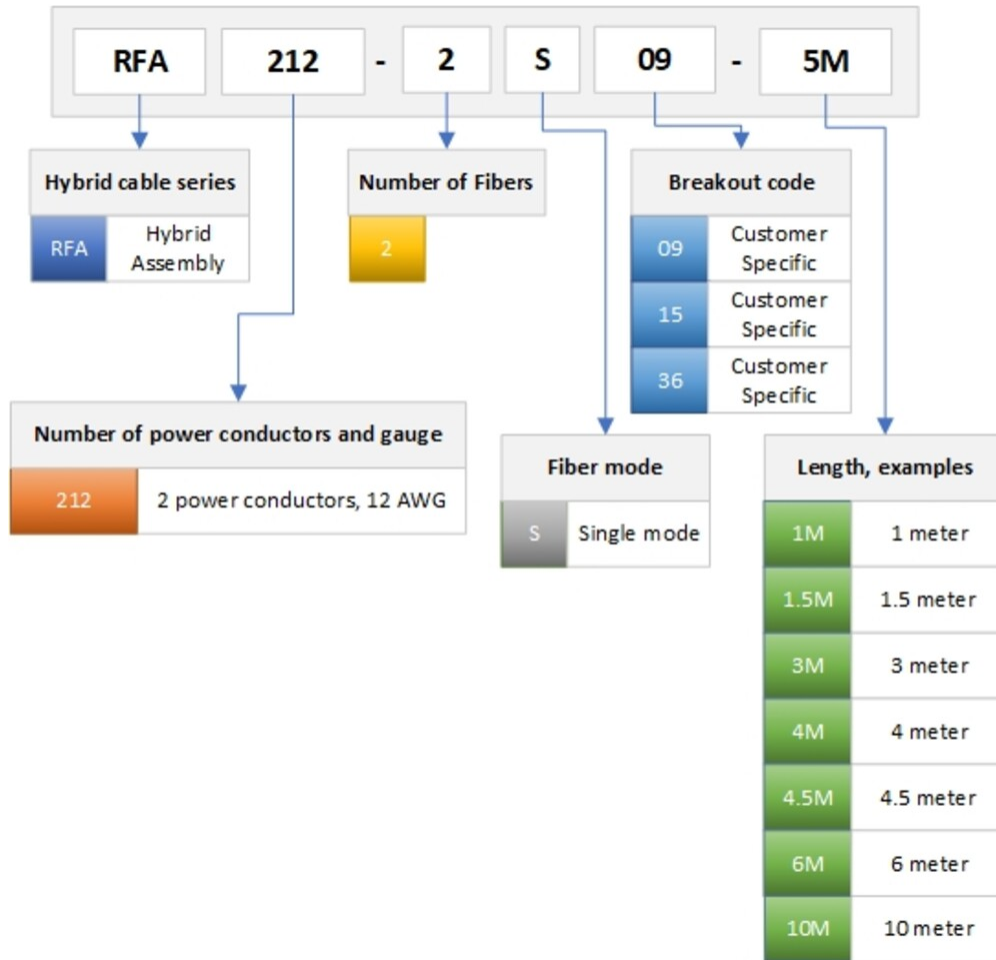 RFA 212 - 2 S 09 - 5M
Hybrid cable series
RFA Hybrid
Assembly
Number of Fibers
2
Breakout code
09 Customer
Specific
15 Customer
Specific
36 Customer
Specific
Number of power conductors and gauge
212 2 power conductors, 12 AWG
Fiber mode
S Single mode
Length, examples
1M 1 meter
1.5M 1.5 meter
3M 3 meter
4M 4 meter
4.5M 4.5 meter
6M 6 meter
10M 10 meter